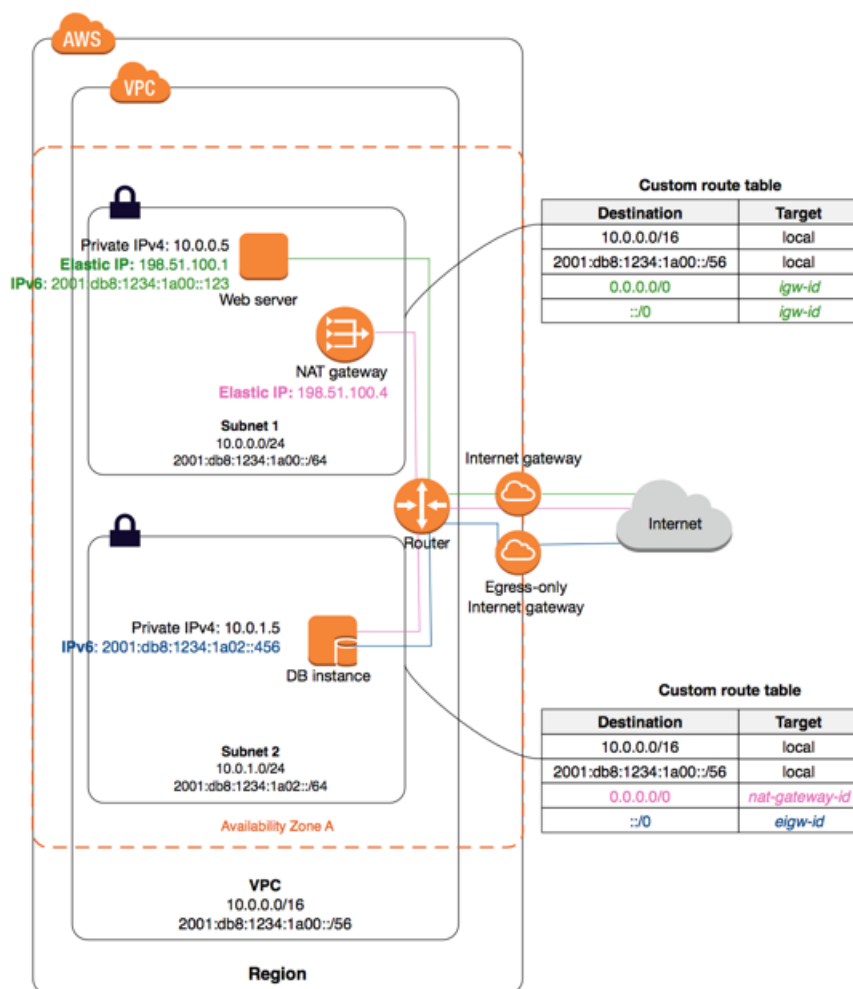 AWS
VPC
Private IPv4: 10.0.0.5
Elastic IP: 198.51.100.1
IPv6: 2001:db8:1234:1a00::123
Web server
NAT gateway
Elastic IP: 198.51.100.4
Subnet 1
10.0.0.0/24
2001:db8:1234:1a00::/64
Custom route table
Destination Target
10.0.0.0/16 local
2001:db8:1234:1a00::/56 local
0.0.0.0/0 igw-id
::/0 igw-id
Internet gateway
Router
Internet
Egress-only
Internet gateway
Private IPv4: 10.0.1.5
IPv6: 2001:db8:1234:1a02::456
DB instance
Subnet 2
10.0.1.0/24
2001:db8:1234:1a02::/64
Custom route table
Destination Target
10.0.0.0/16 local
2001:db8:1234:1a00::/56 local
0.0.0.0/0 nat-gateway-id
::/0 eigw-id
Availability Zone A
VPC
10.0.0.0/16
2001:db8:1234:1a00::/56
Region